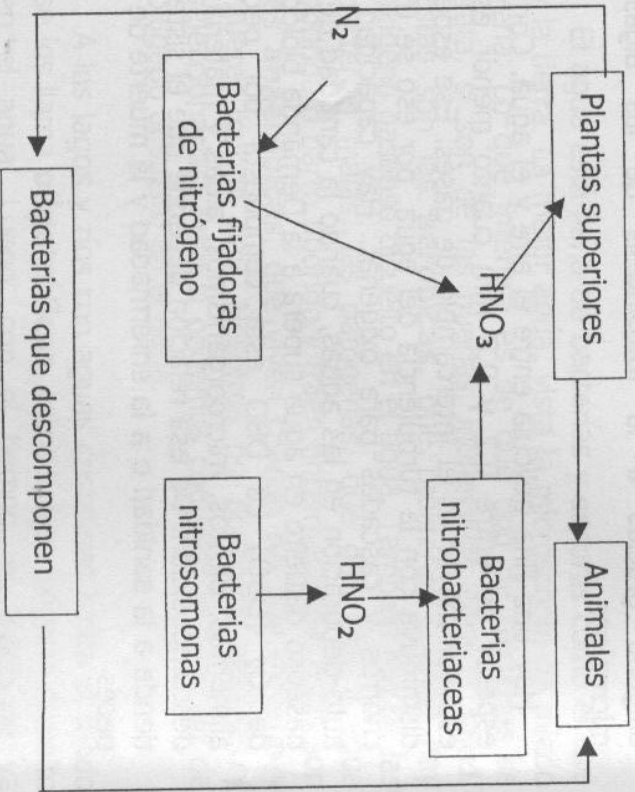 Plantas superiores
Animales
HNO₃
Bacterias
nitrobacteriaceas
N₂
HNO₂
Bacterias fijadoras
de nitrógeno
Bacterias
nitrosomonas
Bacterias que descomponen